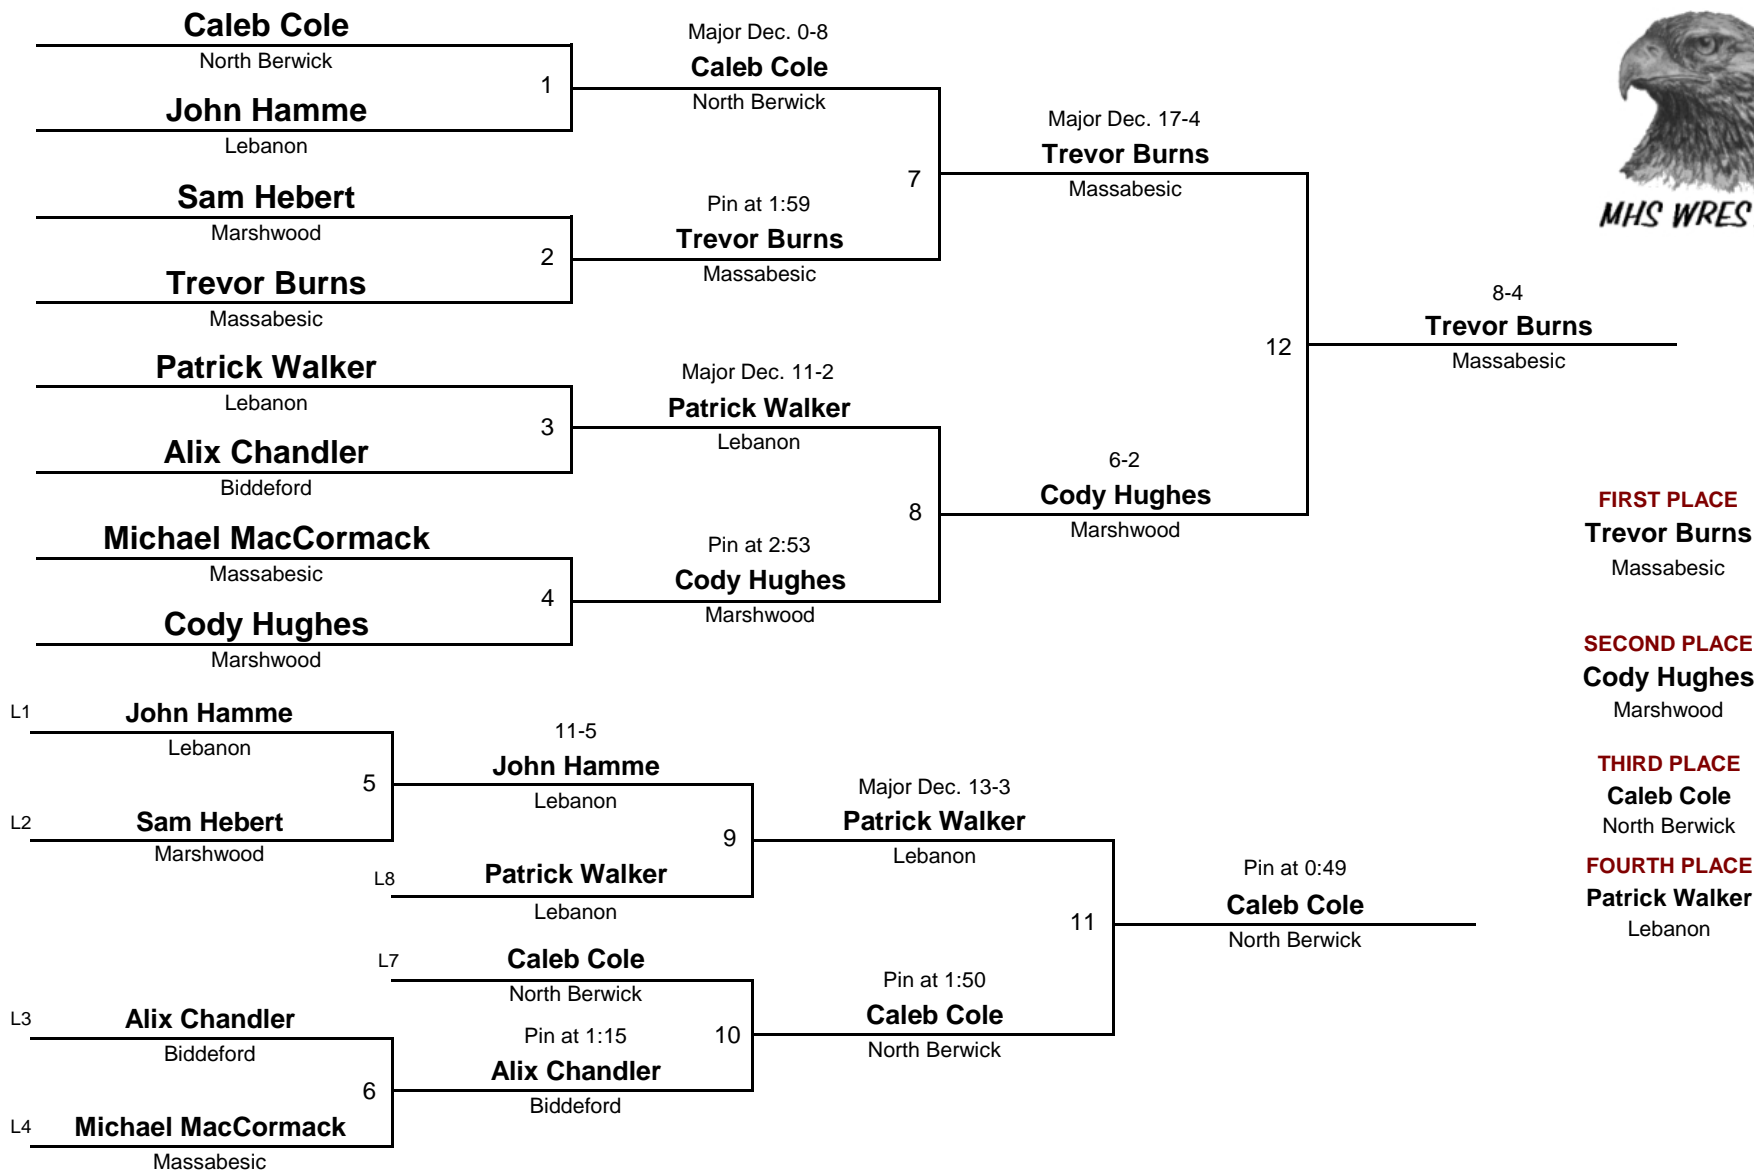 Caleb Cole
North Berwick
1
John Hamme
Lebanon
Sam Hebert
Marshwood
2
Trevor Burns
Massabesic
Patrick Walker
Lebanon
3
Alix Chandler
Biddeford
Michael MacCormack
Massabesic
4
Cody Hughes
Marshwood
Major Dec. 0-8
Caleb Cole
North Berwick
7
Pin at 1:59
Trevor Burns
Massabesic
Major Dec. 11-2
Patrick Walker
Lebanon
8
Pin at 2:53
Cody Hughes
Marshwood
Major Dec. 17-4
Trevor Burns
Massabesic
12
6-2
Cody Hughes
Marshwood
8-4
Trevor Burns
Massabesic
MHS WRES
FIRST PLACE
Trevor Burns
Massabesic
SECOND PLACE
Cody Hughes
Marshwood
THIRD PLACE
Caleb Cole
North Berwick
FOURTH PLACE
Patrick Walker
Lebanon
L1
John Hamme
Lebanon
5
L2
Sam Hebert
Marshwood
11-5
John Hamme
Lebanon
9
L8
Patrick Walker
Lebanon
L7
Caleb Cole
North Berwick
10
L3
Alix Chandler
Biddeford
6
L4
Michael MacCormack
Massabesic
Pin at 1:15
Alix Chandler
Biddeford
Major Dec. 13-3
Patrick Walker
Lebanon
11
Pin at 1:50
Caleb Cole
North Berwick
Pin at 0:49
Caleb Cole
North Berwick